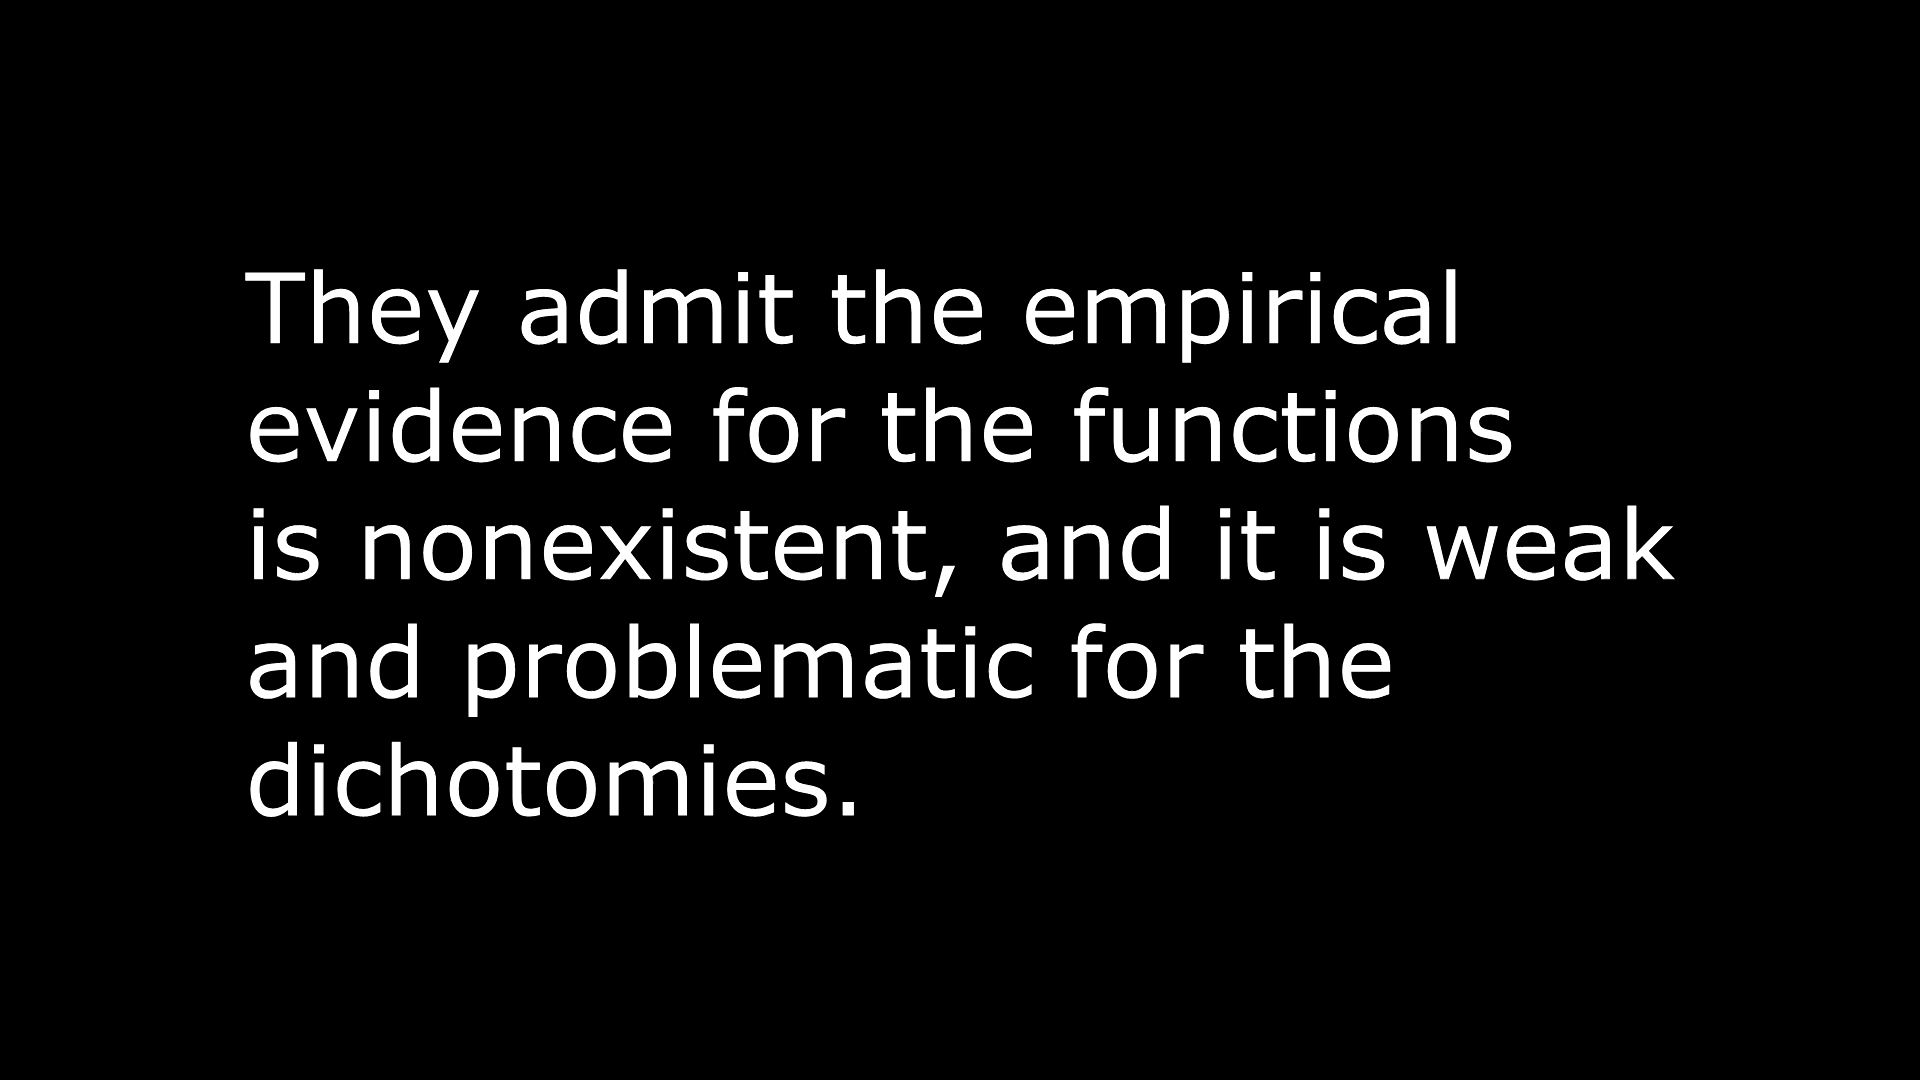 They admit the empirical
evidence for the functions
is nonexistent, and it is weak
and problematic for the
dichotomies.